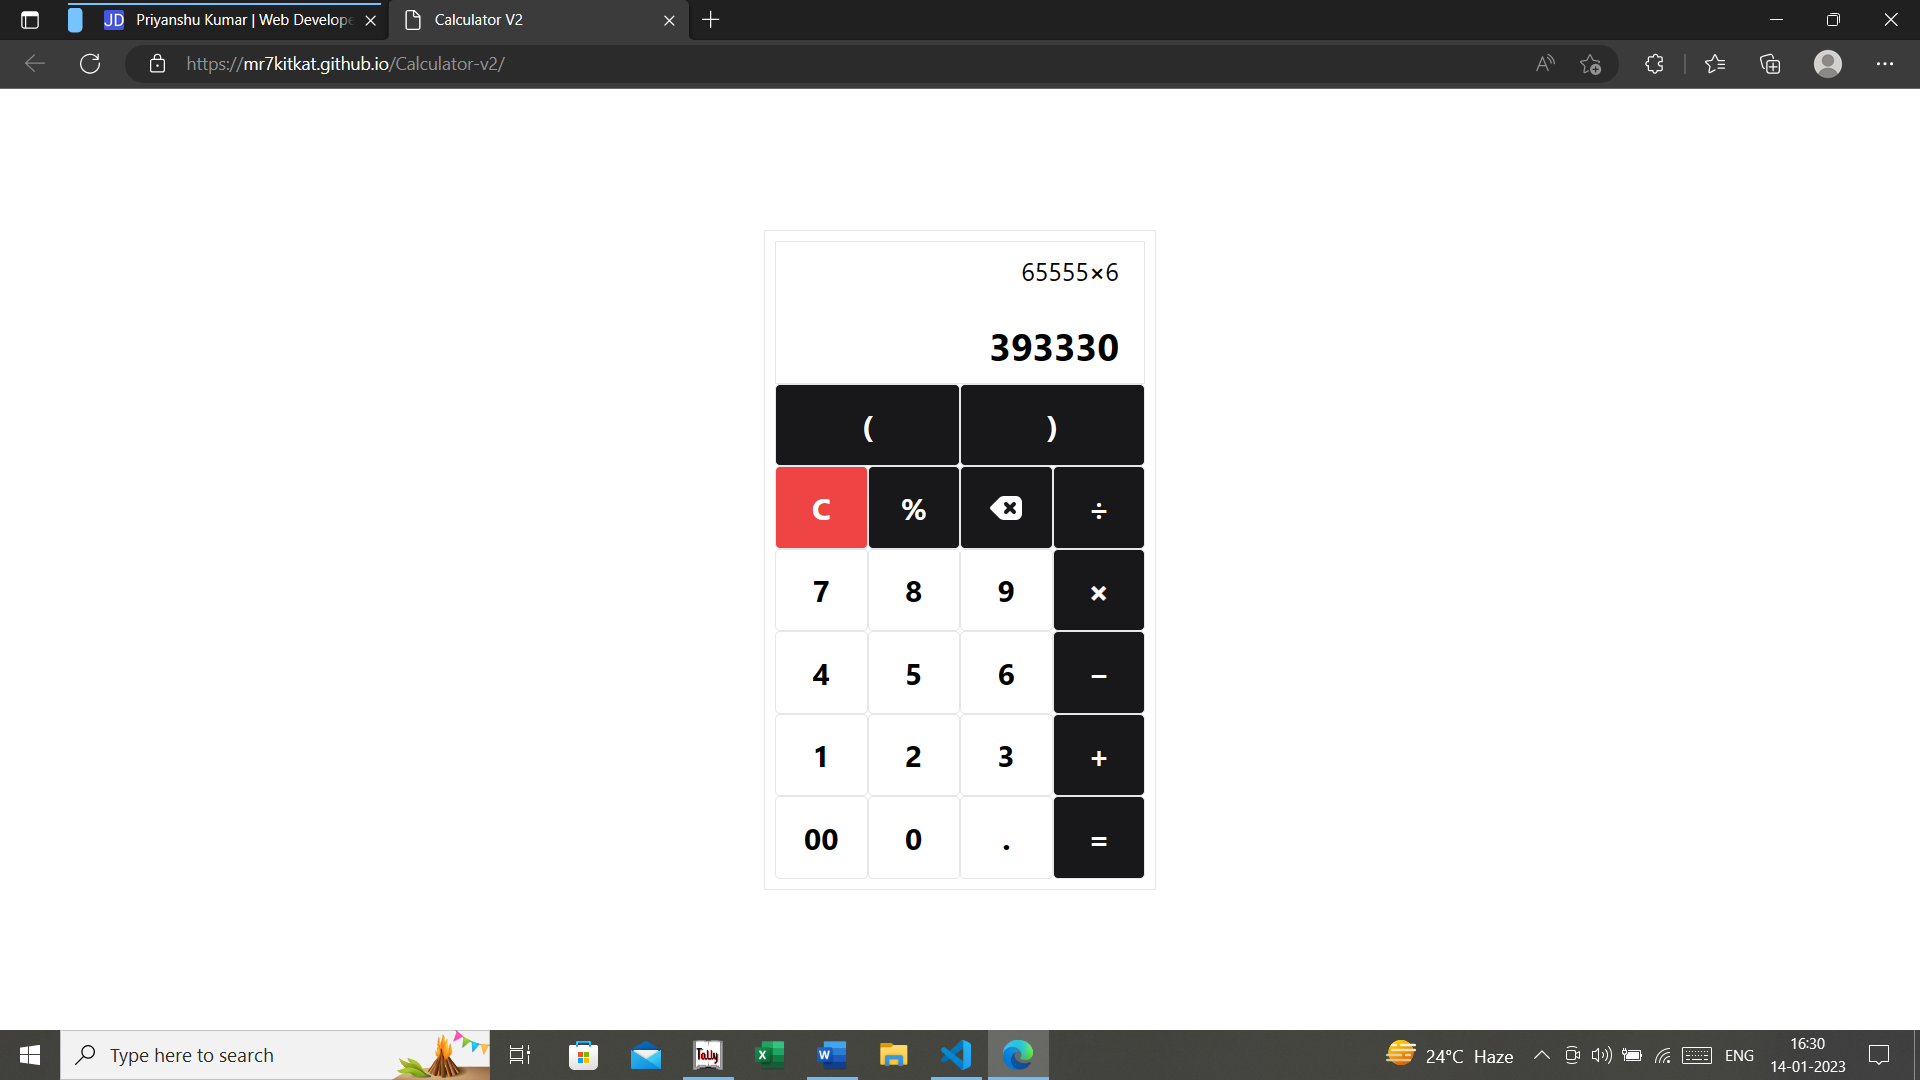 JD Priyanshu Kumar | Web Develope
Calculator V2
https://mr7kitkat.github.io/Calculator-v2/
65555×6
393330
( )
C % ÷
7 8 9 ×
4 5 6 −
1 2 3 +
00 0 . =
Type here to search
Tally
24°C Haze
ENG
16:30
14-01-2023